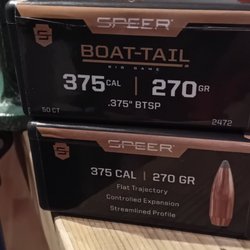 SPEER
BOAT-TAIL
BIG GAME
375 CAL | 270 GR
.375" BTSP
50 CT
2472
SPEER
375 CAL | 270 GR
Flat Trajectory
Controlled Expansion
Streamlined Profile